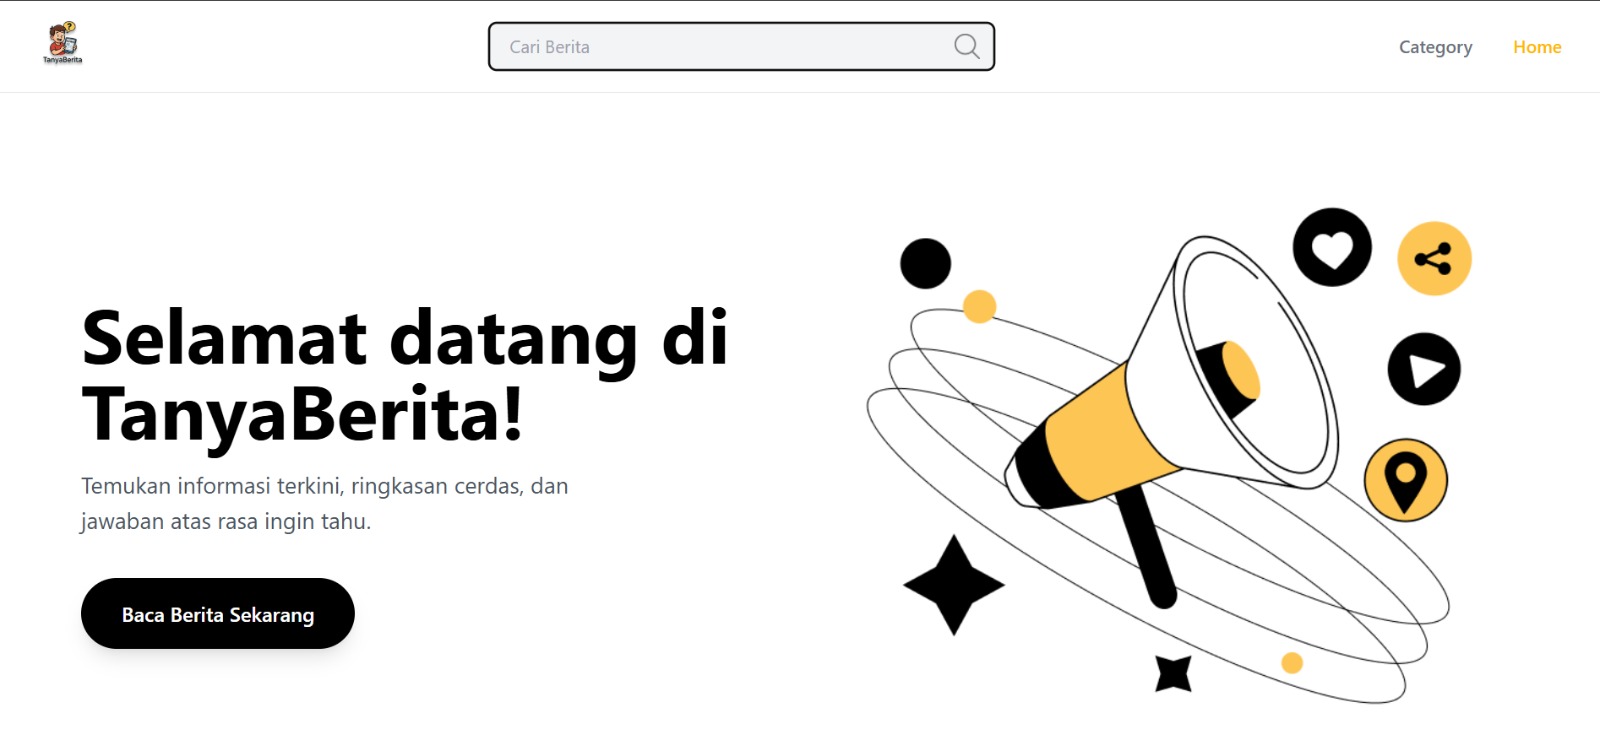 TanyaBerita
Cari Berita
Category
Home
Selamat datang di
TanyaBerita!
Temukan informasi terkini, ringkasan cerdas, dan
jawaban atas rasa ingin tahu.
Baca Berita Sekarang